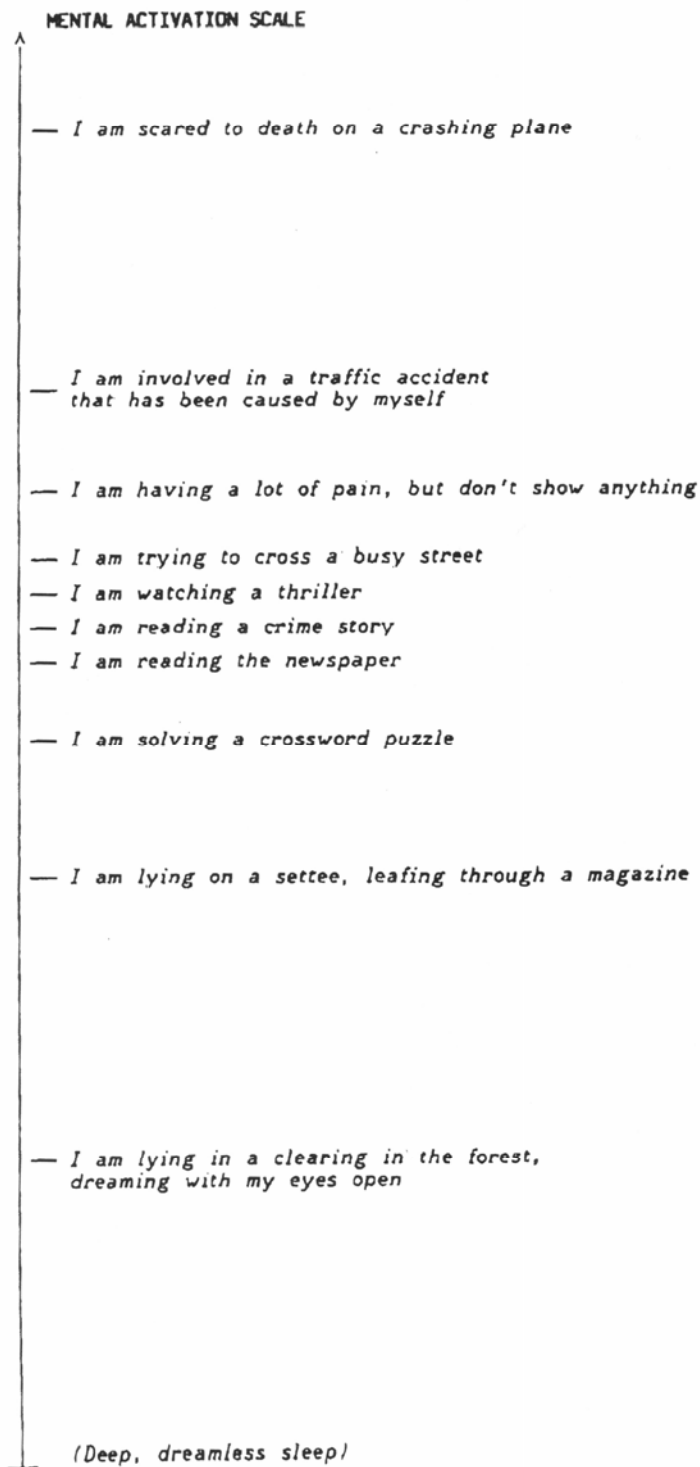 MENTAL ACTIVATION SCALE
— I am scared to death on a crashing plane
— I am involved in a traffic accident
that has been caused by myself
— I am having a lot of pain, but don't show anything
— I am trying to cross a busy street
— I am watching a thriller
— I am reading a crime story
— I am reading the newspaper
— I am solving a crossword puzzle
— I am lying on a settee, leafing through a magazine
— I am lying in a clearing in the forest,
dreaming with my eyes open
(Deep, dreamless sleep)